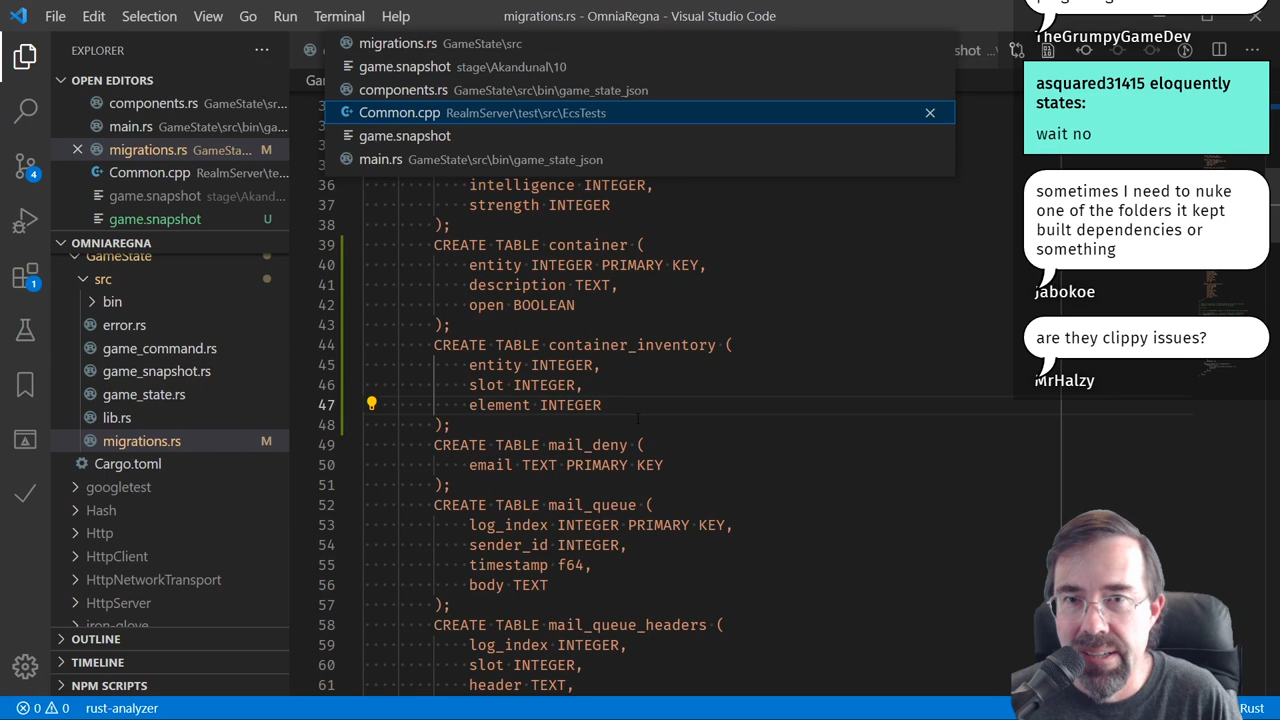 File Edit Selection View Go Run Terminal Help
migrations.rs - OmniaRegna - Visual Studio Code
EXPLORER
OPEN EDITORS
components.rs GameState\sr...
main.rs GameState\src\bin\ga...
migrations.rs GameSta... M
Common.cpp RealmServer\te...
game.snapshot stage\Akand...
game.snapshot U
OMNIAREGNA
GameState
src
bin
error.rs
game_command.rs
game_snapshot.rs
game_state.rs
lib.rs
migrations.rs M
Cargo.toml
googletest
Hash
Http
HttpClient
HttpNetworkTransport
HttpServer
iron-glove
OUTLINE
TIMELINE
NPM SCRIPTS
4
1
migrations.rs GameState\src
game.snapshot stage\Akandunal\10
components.rs GameState\src\bin\game_state_json
Common.cpp RealmServer\test\src\EcsTests
game.snapshot
main.rs GameState\src\bin\game_state_json
36 intelligence INTEGER,
37 strength INTEGER
38 );
39 CREATE TABLE container (
40 entity INTEGER PRIMARY KEY,
41 description TEXT,
42 open BOOLEAN
43 );
44 CREATE TABLE container_inventory (
45 entity INTEGER,
46 slot INTEGER,
47 element INTEGER
48 );
49 CREATE TABLE mail_deny (
50 email TEXT PRIMARY KEY
51 );
52 CREATE TABLE mail_queue (
53 log_index INTEGER PRIMARY KEY,
54 sender_id INTEGER,
55 timestamp f64,
56 body TEXT
57 );
58 CREATE TABLE mail_queue_headers (
59 log_index INTEGER,
60 slot INTEGER,
61 header TEXT,
TheGrumpyGameDev
asquared31415 eloquently
states:
wait no
sometimes I need to nuke
one of the folders it kept
built dependencies or
something
jabokoe
are they clippy issues?
MrHalzy
0 0 rust-analyzer
Rust